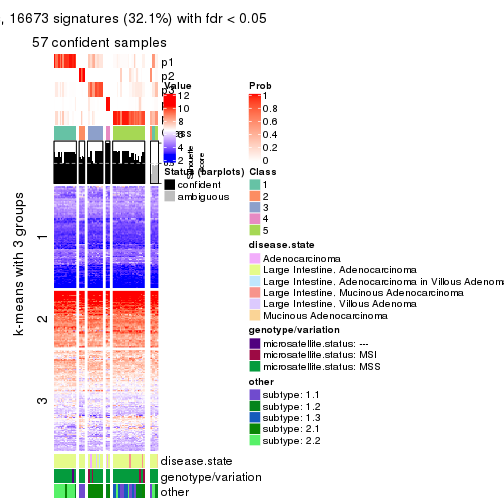 , 16673 signatures (32.1%) with fdr < 0.05
57 confident samples
p1
p2
Value
12
10
8
6
4
2
Prob
1
0.8
0.6
0.4
0.2
0
Silhouette
score
Status (barplots)
confident
ambiguous
Class
1
2
3
4
5
k-means with 3 groups
1
2
3
disease.state
Adenocarcinoma
Large Intestine. Adenocarcinoma
Large Intestine. Adenocarcinoma in Villous Adenom
Large Intestine. Mucinous Adenocarcinoma
Large Intestine. Villous Adenoma
Mucinous Adenocarcinoma
genotype/variation
microsatellite.status: ---
microsatellite.status: MSI
microsatellite.status: MSS
other
subtype: 1.1
subtype: 1.2
subtype: 1.3
subtype: 2.1
subtype: 2.2
disease.state
genotype/variation
other